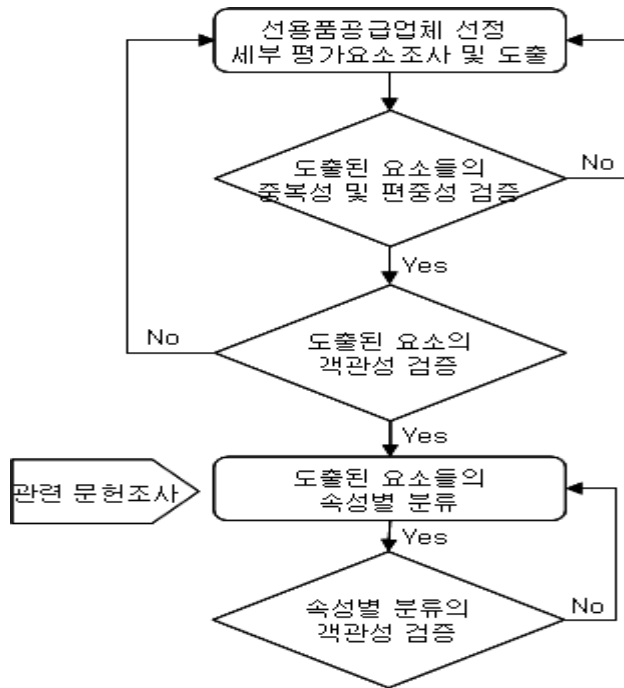 선용품공급업체 선정
세부 평가요소조사 및 도출
도출된 요소들의
중복성 및 편중성 검증
No
Yes
도출된 요소의
객관성 검증
No
Yes
관련 문헌조사
도출된 요소들의
속성별 분류
Yes
속성별 분류의
객관성 검증
No